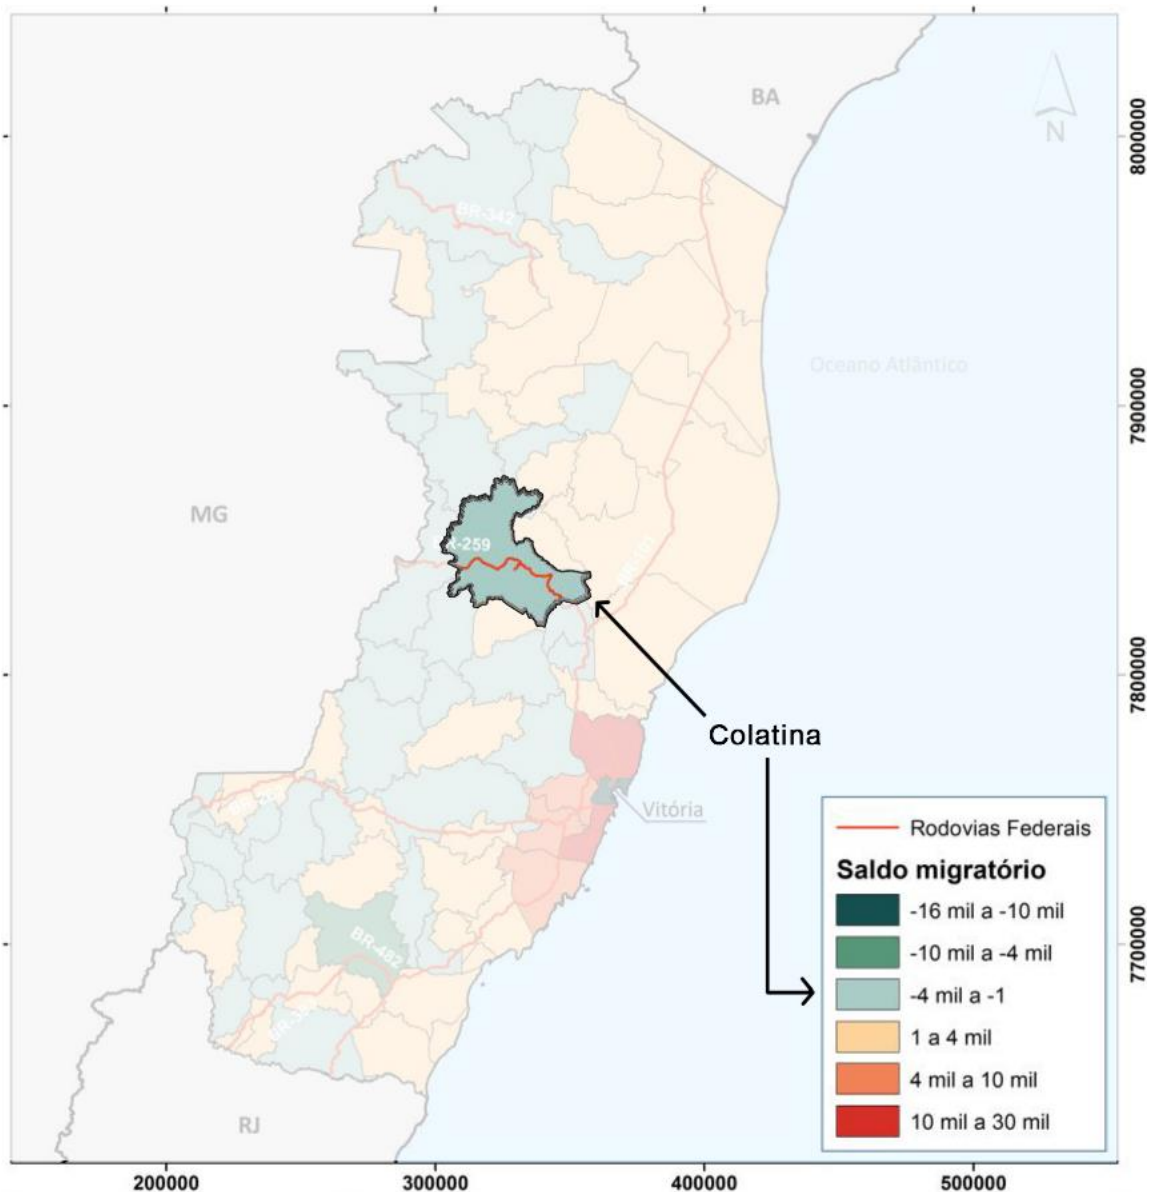 BA
N
8000000
BR-342
Oceano Atlântico
7900000
MG
R-259
BR-101
7800000
Colatina
Vitória
Rodovias Federais
Saldo migratório
-16 mil a -10 mil
-10 mil a -4 mil
-4 mil a -1
1 a 4 mil
4 mil a 10 mil
10 mil a 30 mil
BR-482
7700000
RJ
200000
300000
400000
500000